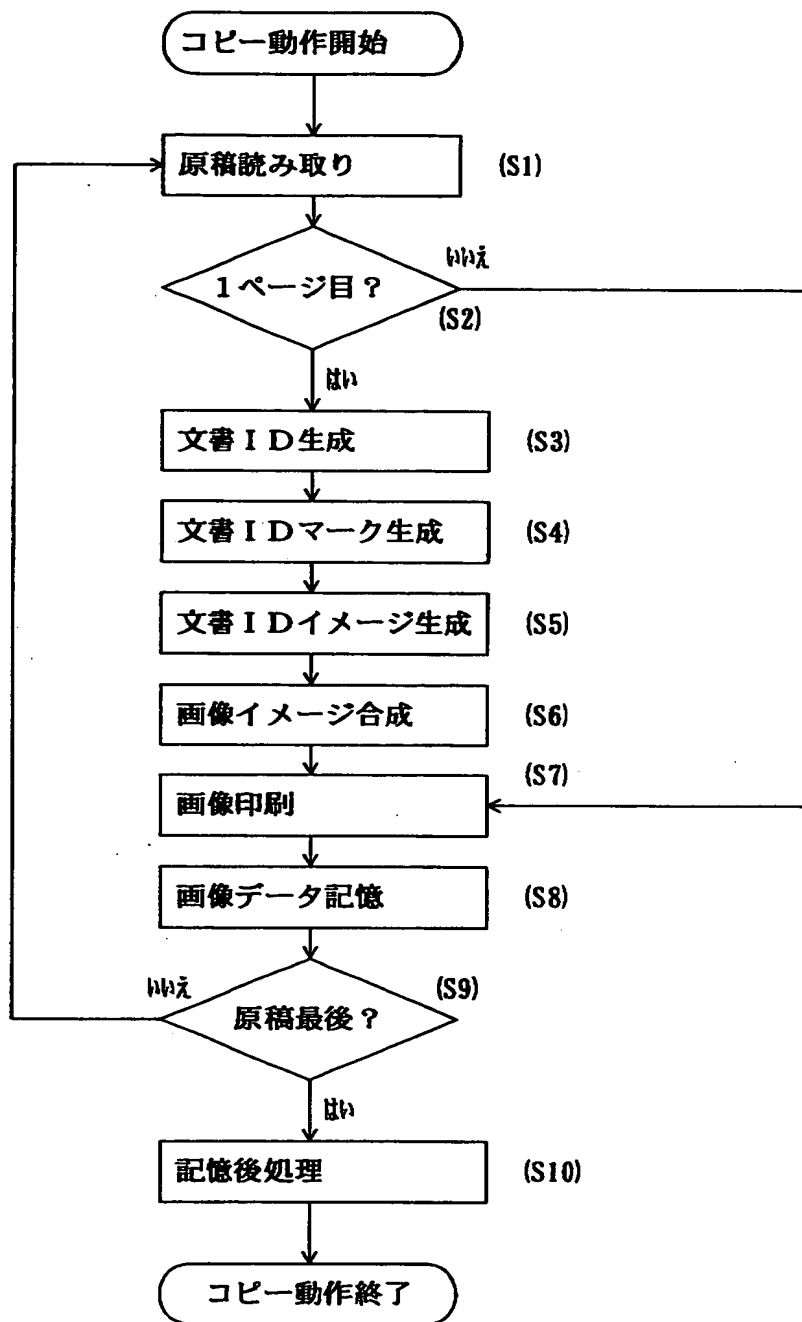 コピー動作開始
原稿読み取り (S1)
1ページ目? いいえ
(S2)
はい
文書ID生成 (S3)
文書IDマーク生成 (S4)
文書IDイメージ生成 (S5)
画像イメージ合成 (S6)
(S7)
画像印刷
画像データ記憶 (S8)
いいえ (S9)
原稿最後?
はい
記憶後処理 (S10)
コピー動作終了